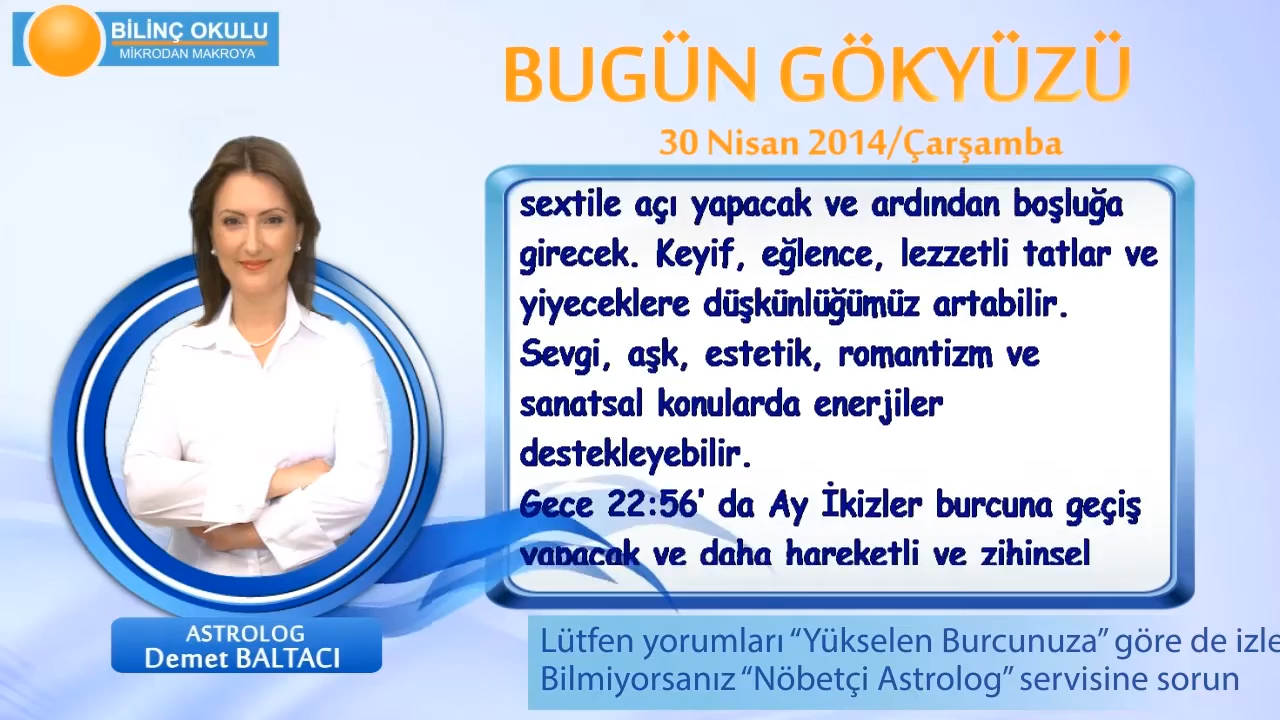 BİLİNÇ OKULU
MİKRODAN MAKROYA
BUGÜN GÖKYÜZÜ
30 Nisan 2014/Çarşamba
sextile açı yapacak ve ardından boşluğa
girecek. Keyif, eğlence, lezzetli tatlar ve
yiyeceklere düşkünlüğümüz artabilir.
Sevgi, aşk, estetik, romantizm ve
sanatsal konularda enerjiler
destekleyebilir.
Gece 22:56' da Ay İkizler burcuna geçiş
yapacak ve daha hareketli ve zihinsel
ASTROLOG
Demet BALTACI
Lütfen yorumları “Yükselen Burcunuza” göre de izle
Bilmiyorsanız “Nöbetçi Astrolog” servisine sorun